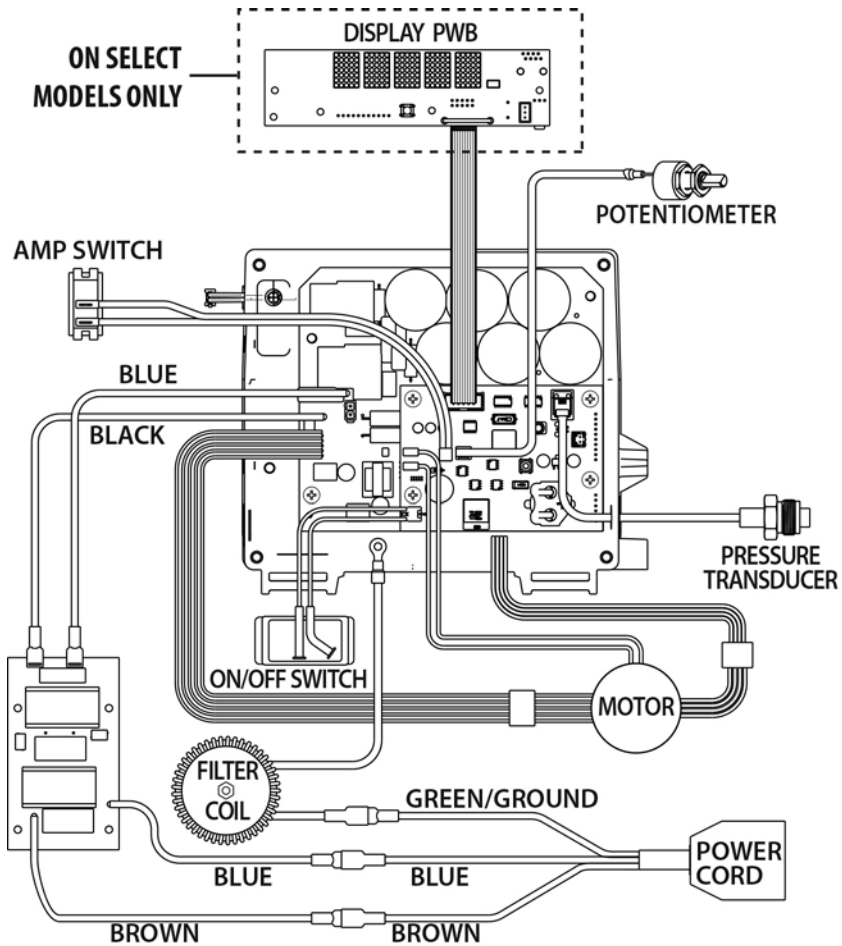 DISPLAY PWB
ON SELECT
MODELS ONLY
POTENTIOMETER
AMP SWITCH
BLUE
BLACK
PRESSURE
TRANSDUCER
ON/OFF SWITCH
MOTOR
FILTER
COIL
GREEN/GROUND
POWER
CORD
BLUE
BLUE
BROWN
BROWN